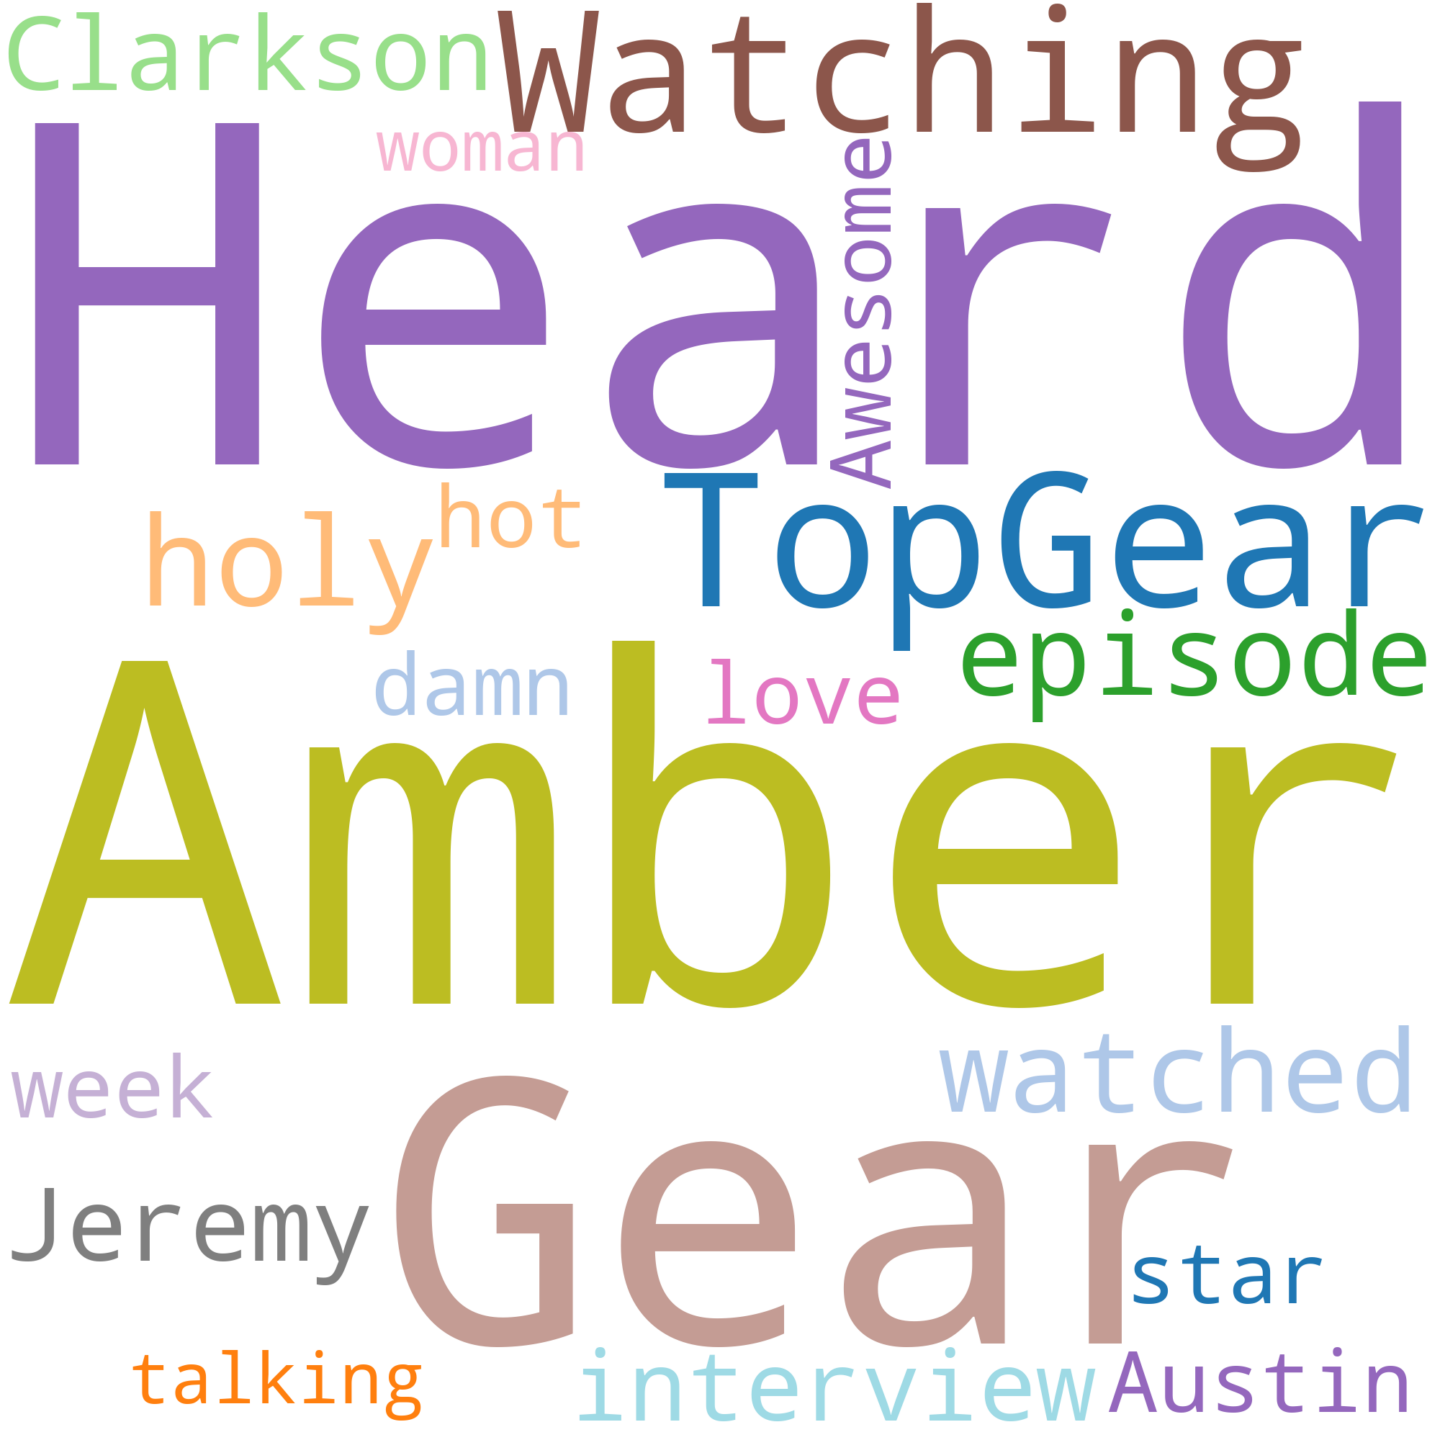 Clarkson Watching
woman
Awesome
Heard
holy hot TopGear
episode
damn love
Amber
week watched
Jeremy Gear star
talking interview Austin